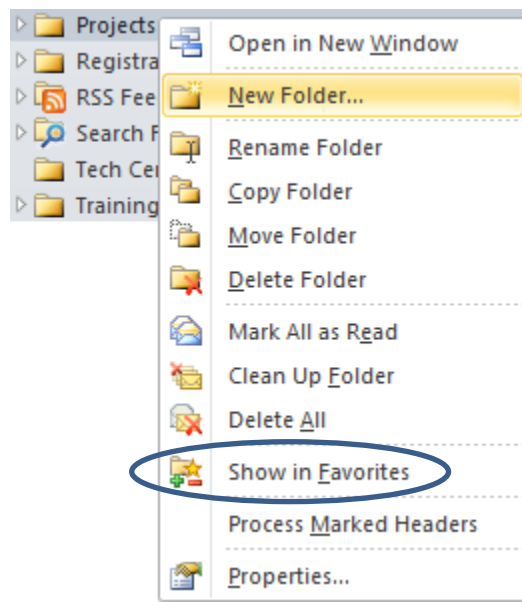 Projects
Open in New Window
Registra
New Folder...
RSS Fee
Search F
Rename Folder
Tech Cer
Copy Folder
Training
Move Folder
Delete Folder
Mark All as Read
Clean Up Folder
Delete All
Show in Favorites
Process Marked Headers
Properties...